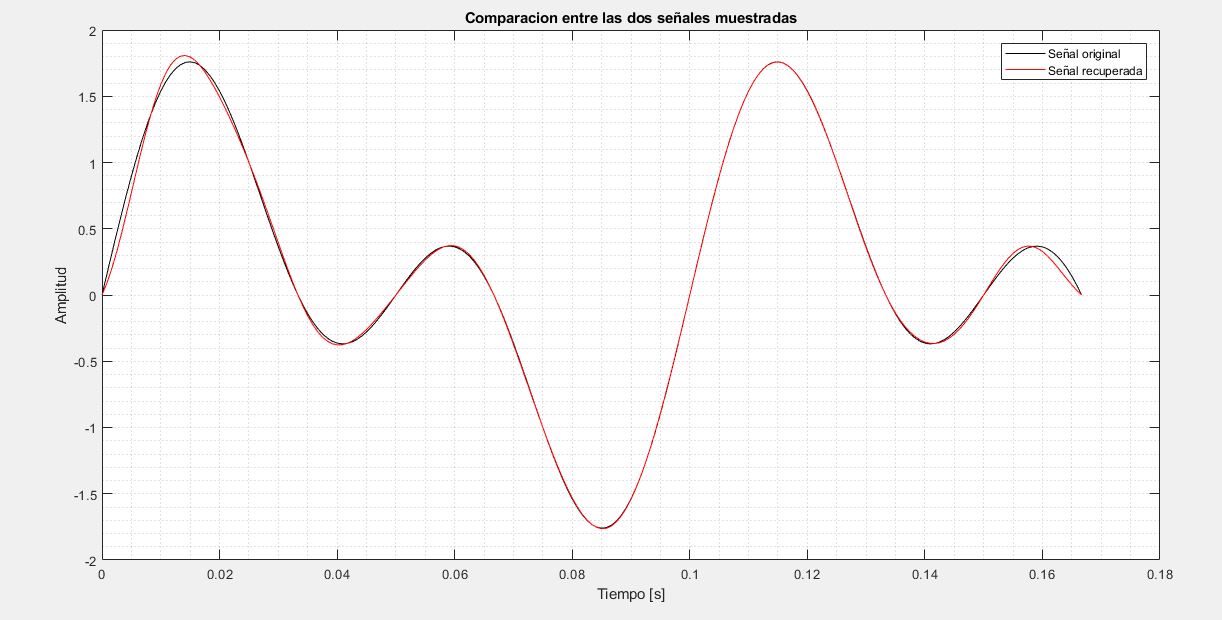 Comparacion entre las dos señales muestradas
Señal original
Señal recuperada
2
1.5
1
0.5
0
-0.5
-1
-1.5
-2
Amplitud
0 0.02 0.04 0.06 0.08 0.1 0.12 0.14 0.16 0.18
Tiempo [s]